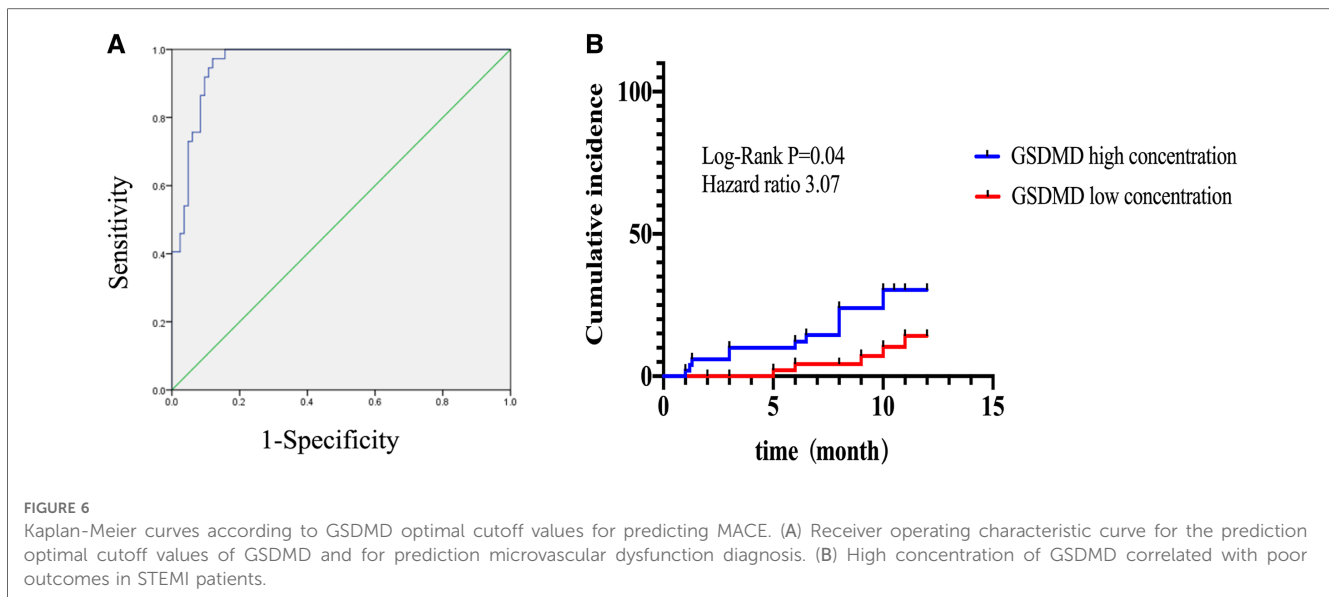 A
Sensitivity
1.0
0.8
0.6
0.4
0.2
0.0
0.0 0.2 0.4 0.6 0.8 1.0
1-Specificity
B
Cumulative incidence
100
50
0
Log-Rank P=0.04
Hazard ratio 3.07
GSDMD high concentration
GSDMD low concentration
0 5 10 15
time (month)
FIGURE 6
Kaplan-Meier curves according to GSDMD optimal cutoff values for predicting MACE. (A) Receiver operating characteristic curve for the prediction
optimal cutoff values of GSDMD and for prediction microvascular dysfunction diagnosis. (B) High concentration of GSDMD correlated with poor
outcomes in STEMI patients.